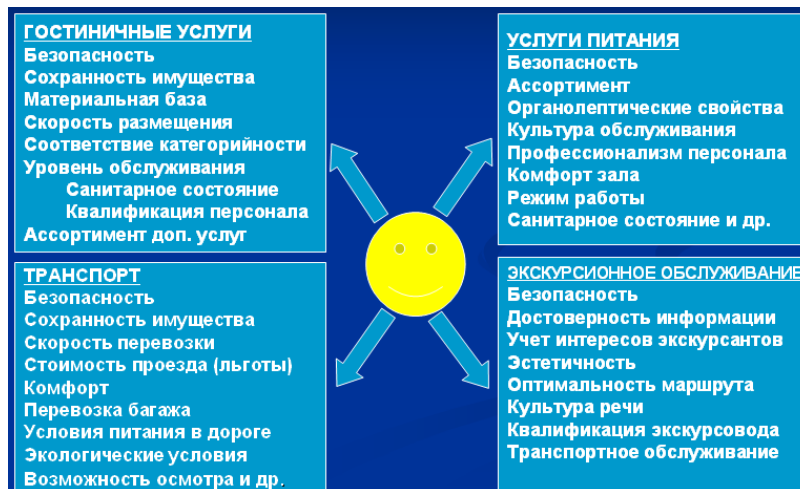 ГОСТИНИЧНЫЕ УСЛУГИ
Безопасность
Сохранность имущества
Материальная база
Скорость размещения
Соответствие категорийности
Уровень обслуживания
Санитарное состояние
Квалификация персонала
Ассортимент доп. услуг
УСЛУГИ ПИТАНИЯ
Безопасность
Ассортимент
Органолептические свойства
Культура обслуживания
Профессионализм персонала
Комфорт зала
Режим работы
Санитарное состояние и др.
ТРАНСПОРТ
Безопасность
Сохранность имущества
Скорость перевозки
Стоимость проезда (льготы)
Комфорт
Перевозка багажа
Условия питания в дороге
Экологические условия
Возможность осмотра и др.
ЭКСКУРСИОННОЕ ОБСЛУЖИВАНИЕ
Безопасность
Достоверность информации
Учет интересов экскурсантов
Эстетичность
Оптимальность маршрута
Культура речи
Квалификация экскурсовода
Транспортное обслуживание